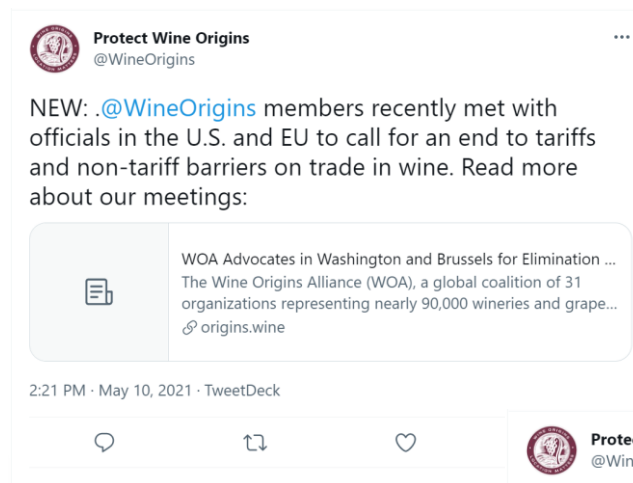 Protect Wine Origins
@WineOrigins
NEW: .@WineOrigins members recently met with
officials in the U.S. and EU to call for an end to tariffs
and non-tariff barriers on trade in wine. Read more
about our meetings:
WOA Advocates in Washington and Brussels for Elimination ...
The Wine Origins Alliance (WOA), a global coalition of 31
organizations representing nearly 90,000 wineries and grape...
origins.wine
2:21 PM · May 10, 2021 · TweetDeck
Prote
@Win